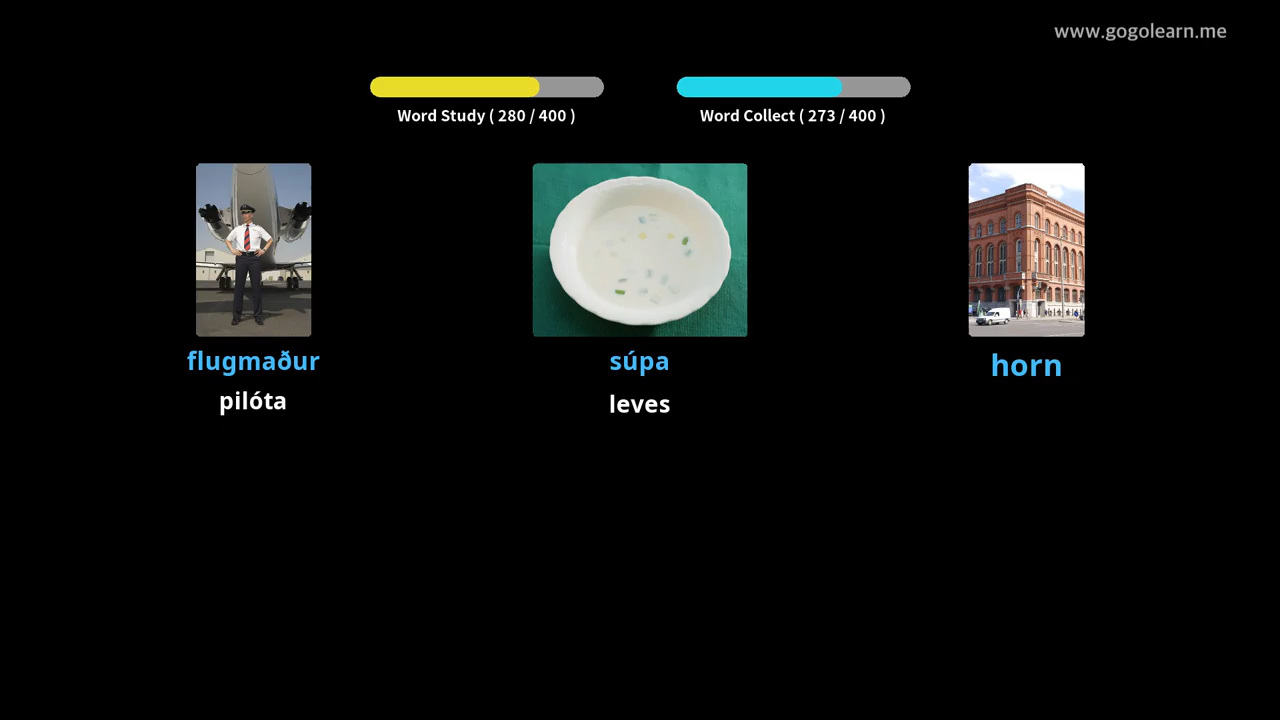 www.gogolearn.me
Word Study ( 280 / 400 )
Word Collect ( 273 / 400 )
flugmaður
pilóta
súpa
leves
horn